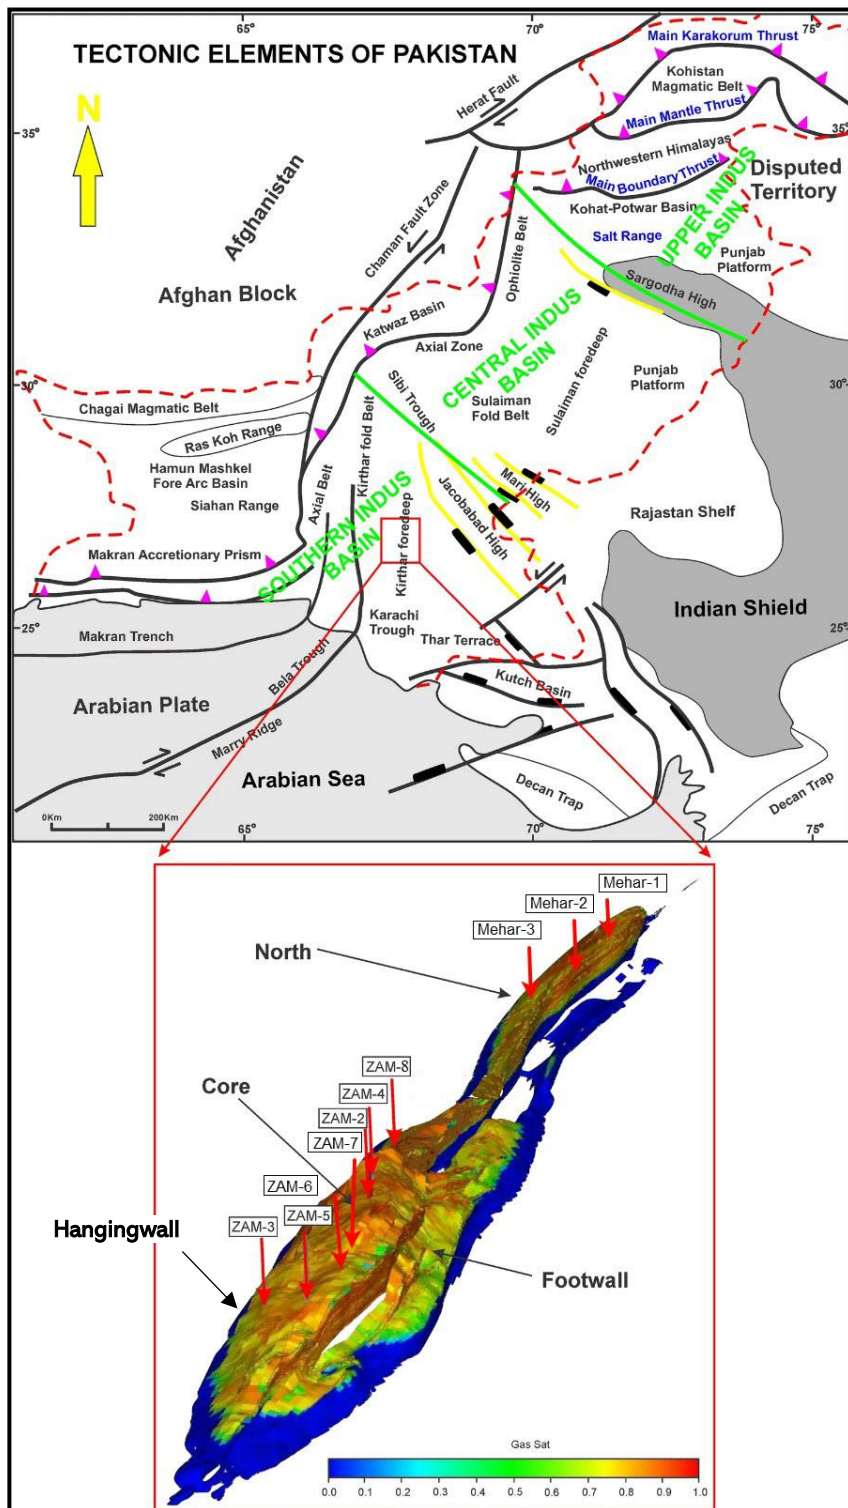 TECTONIC ELEMENTS OF PAKISTAN
65°
70°
75°
N
35°
35°
30°
30°
25°
25°
65°
70°
75°
Main Karakorum Thrust
Kohistan
Magmatic Belt
Main Mantle Thrust
Herat Fault
Northwestern Himalayas
Main Boundary Thrust
Disputed
Territory
Kohat-Potwar Basin
UPPER INDUS
BASIN
Salt Range
Punjab
Platform
Sargodha High
Afghanistan
Afghan Block
Chaman Fault Zone
Ophiolite Belt
Katwaz Basin
Axial Zone
CENTRAL INDUS
BASIN
Sulaiman
Fold Belt
Sulaiman foredeep
Punjab
Platform
Sibi Trough
Chagai Magmatic Belt
Ras Koh Range
Hamun Mashkel
Fore Arc Basin
Siahan Range
Axial Belt
Kirthar fold Belt
Mari High
Jacobabad High
Rajastan Shelf
SOUTHERN INDUS
BASIN
Kirthar foredeep
Makran Accretionary Prism
Karachi
Trough
Thar Terrace
Indian Shield
Makran Trench
Bela Trough
Kutch Basin
Arabian Plate
Marry Ridge
Arabian Sea
Decan Trap
Decan Trap
0Km
200Km
Mehar-1
Mehar-2
Mehar-3
North
ZAM-8
Core
ZAM-4
ZAM-2
ZAM-7
ZAM-6
ZAM-5
ZAM-3
Hangingwall
Footwall
Gas Sat
0.0 0.1 0.2 0.3 0.4 0.5 0.6 0.7 0.8 0.9 1.0